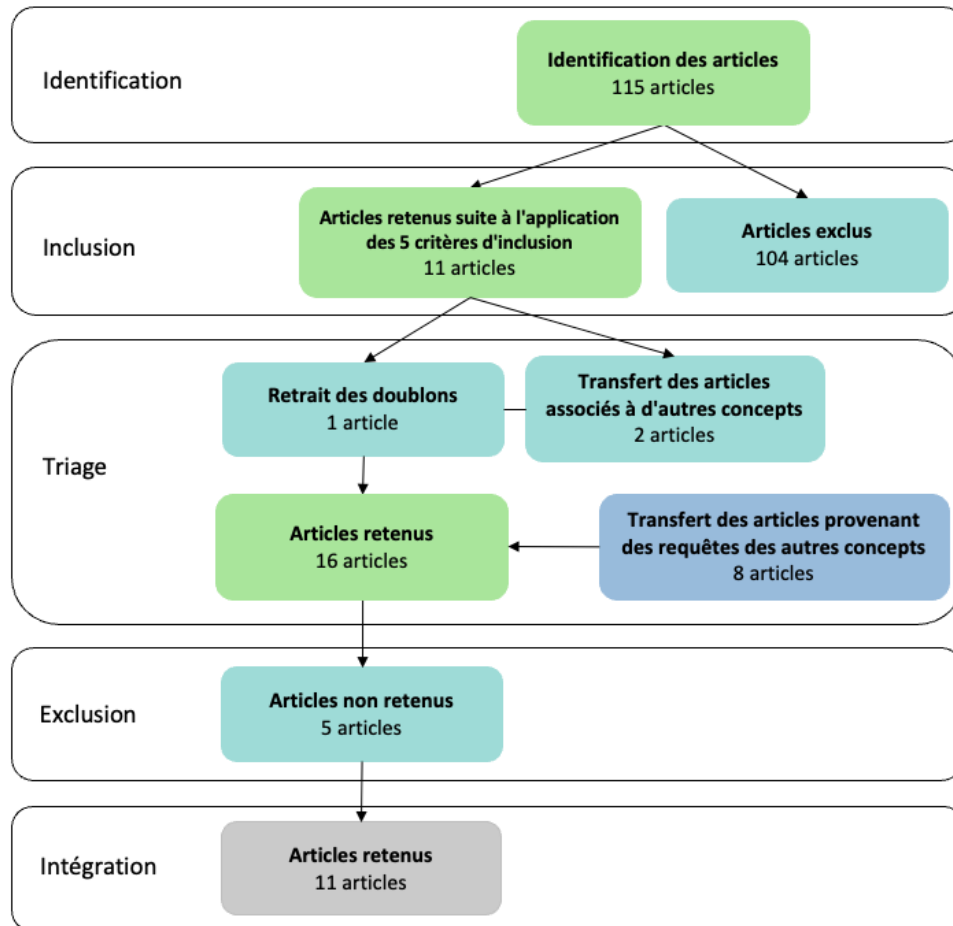 Identification
Identification des articles
115 articles
Inclusion
Articles retenus suite à l'application
des 5 critères d'inclusion
11 articles
Articles exclus
104 articles
Triage
Retrait des doublons
1 article
Transfert des articles
associés à d'autres concepts
2 articles
Articles retenus
16 articles
Transfert des articles provenant
des requêtes des autres concepts
8 articles
Exclusion
Articles non retenus
5 articles
Intégration
Articles retenus
11 articles